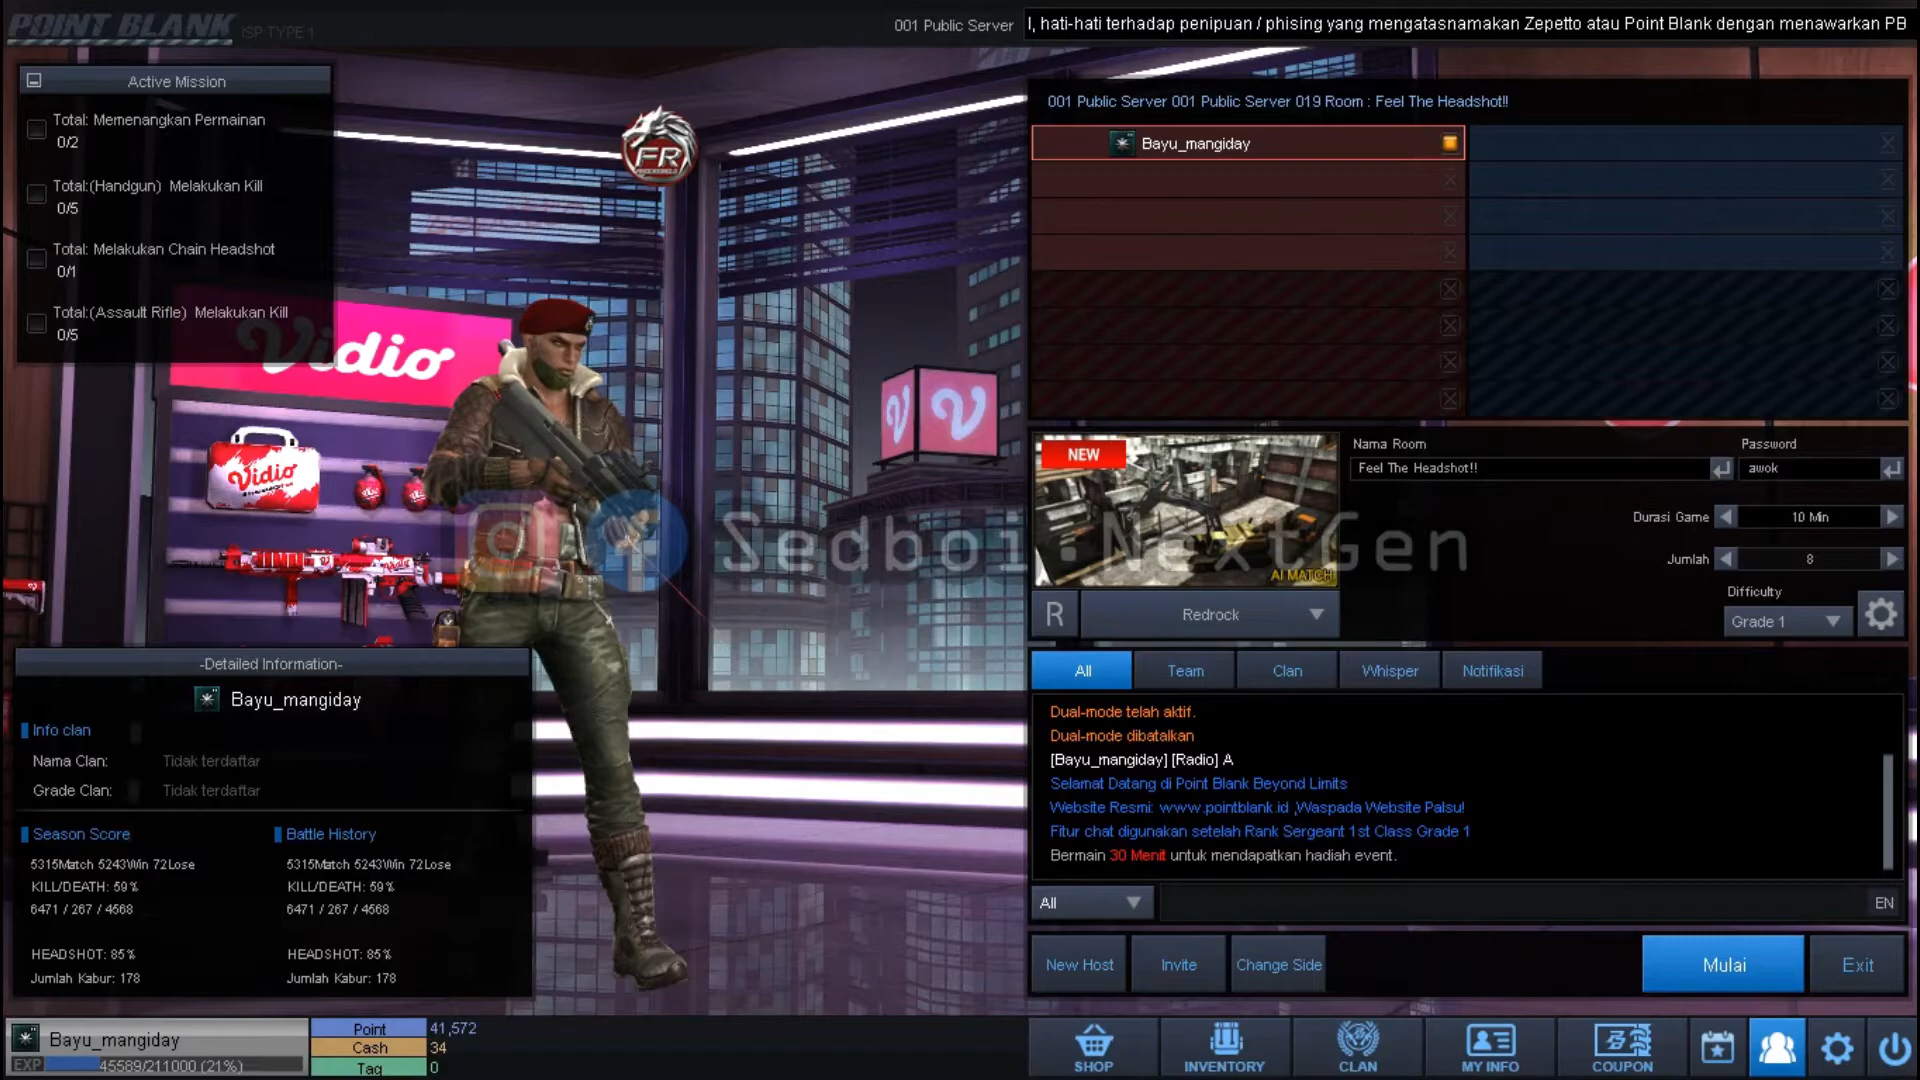 POINT BLANK
ISP TYPE 1
001 Public Server
I, hati-hati terhadap penipuan / phising yang mengatasnamakan Zepetto atau Point Blank dengan menawarkan PB
Active Mission
Total: Memenangkan Permainan
0/2
Total:(Handgun) Melakukan Kill
0/5
Total: Melakukan Chain Headshot
0/1
Total:(Assault Rifle) Melakukan Kill
0/5
FR
Vidio
Vidio
001 Public Server 001 Public Server 019 Room : Feel The Headshot!!
Bayu_mangiday
NEW
AI MATCH
Nama Room
Password
Feel The Headshot!!
awok
Durasi Game
10 Min
Jumlah
8
Difficulty
Grade 1
R
Redrock
Sedboi.NextGen
All
Team
Clan
Whisper
Notifikasi
Dual-mode telah aktif.
Dual-mode dibatalkan
[Bayu_mangiday] [Radio] A
Selamat Datang di Point Blank Beyond Limits
Website Resmi: www.pointblank.id ,Waspada Website Palsu!
Fitur chat digunakan setelah Rank Sergeant 1st Class Grade 1
Bermain 30 Menit untuk mendapatkan hadiah event.
All
EN
New Host
Invite
Change Side
Mulai
Exit
-Detailed Information-
Bayu_mangiday
Info clan
Nama Clan: Tidak terdaftar
Grade Clan: Tidak terdaftar
Season Score
Battle History
5315Match 5243Win 72Lose
5315Match 5243Win 72Lose
KILL/DEATH: 59%
KILL/DEATH: 59%
6471 / 267 / 4568
6471 / 267 / 4568
HEADSHOT: 85%
HEADSHOT: 85%
Jumlah Kabur: 178
Jumlah Kabur: 178
Bayu_mangiday
EXP 45589/211000 (21%)
Point 41,572
Cash 34
Tag 0
SHOP
INVENTORY
CLAN
MY INFO
COUPON